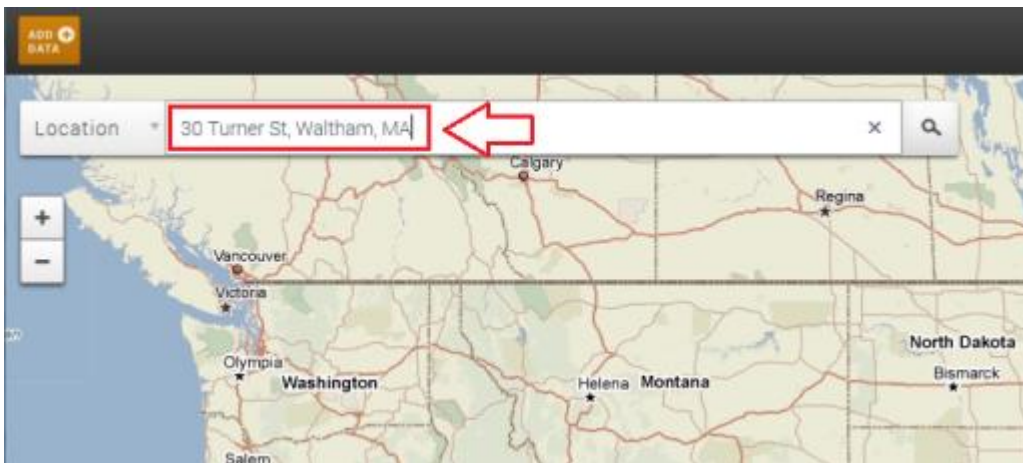 ADD
DATA
Location 30 Turner St, Waltham, MA
Calgary
Regina
+
−
Vancouver
Victoria
North Dakota
Olympia
Bismarck
Washington
Helena Montana
Salem